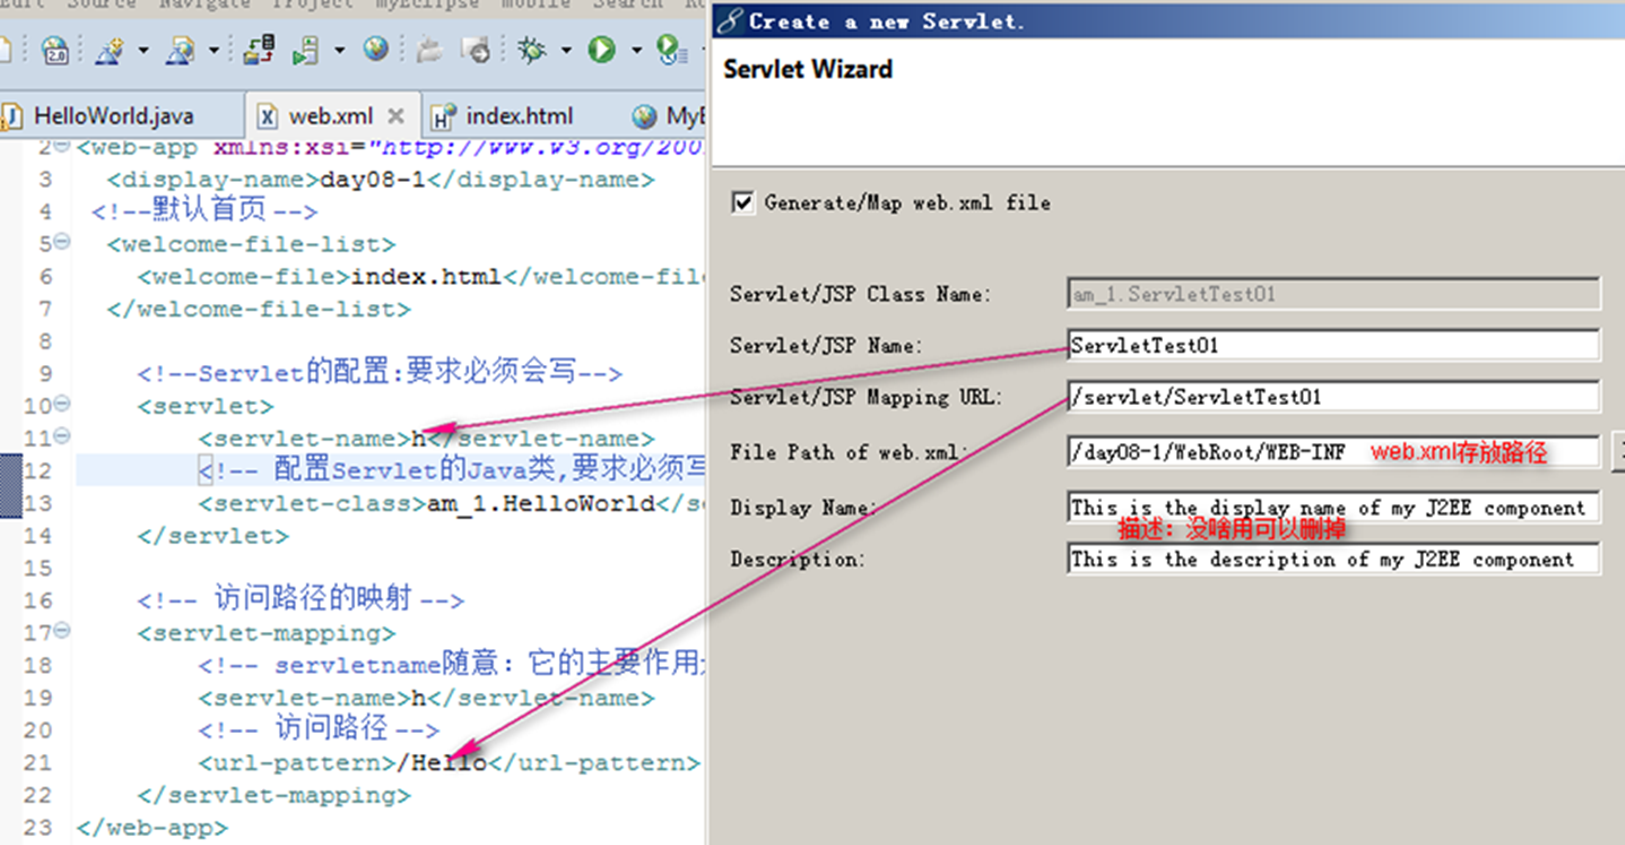 Edit Source Navigate Project MyEclipse Mobile Search
HelloWorld.java
web.xml
index.html
2 <web-app xmlns:xsi="http://www.w3.org/200
3 <display-name>day08-1</display-name>
4 <!--默认首页 -->
5 <welcome-file-list>
6 <welcome-file>index.html</welcome-fil
7 </welcome-file-list>
8
9 <!--Servlet的配置:要求必须会写-->
10 <servlet>
11 <servlet-name>h</servlet-name>
12 <!-- 配置Servlet的Java类,要求必须写
13 <servlet-class>am_1.HelloWorld</s
14 </servlet>
15
16 <!-- 访问路径的映射 -->
17 <servlet-mapping>
18 <!-- servletname随意：它的主要作用
19 <servlet-name>h</servlet-name>
20 <!-- 访问路径 -->
21 <url-pattern>/Hello</url-pattern>
22 </servlet-mapping>
23 </web-app>
Create a new Servlet.
Servlet Wizard
Generate/Map web.xml file
Servlet/JSP Class Name: am_1.ServletTest01
Servlet/JSP Name: ServletTest01
Servlet/JSP Mapping URL: /servlet/ServletTest01
File Path of web.xml: /day08-1/WebRoot/WEB-INF web.xml存放路径
Display Name: This is the display name of my J2EE component
描述：没啥用可以删掉
Description: This is the description of my J2EE component